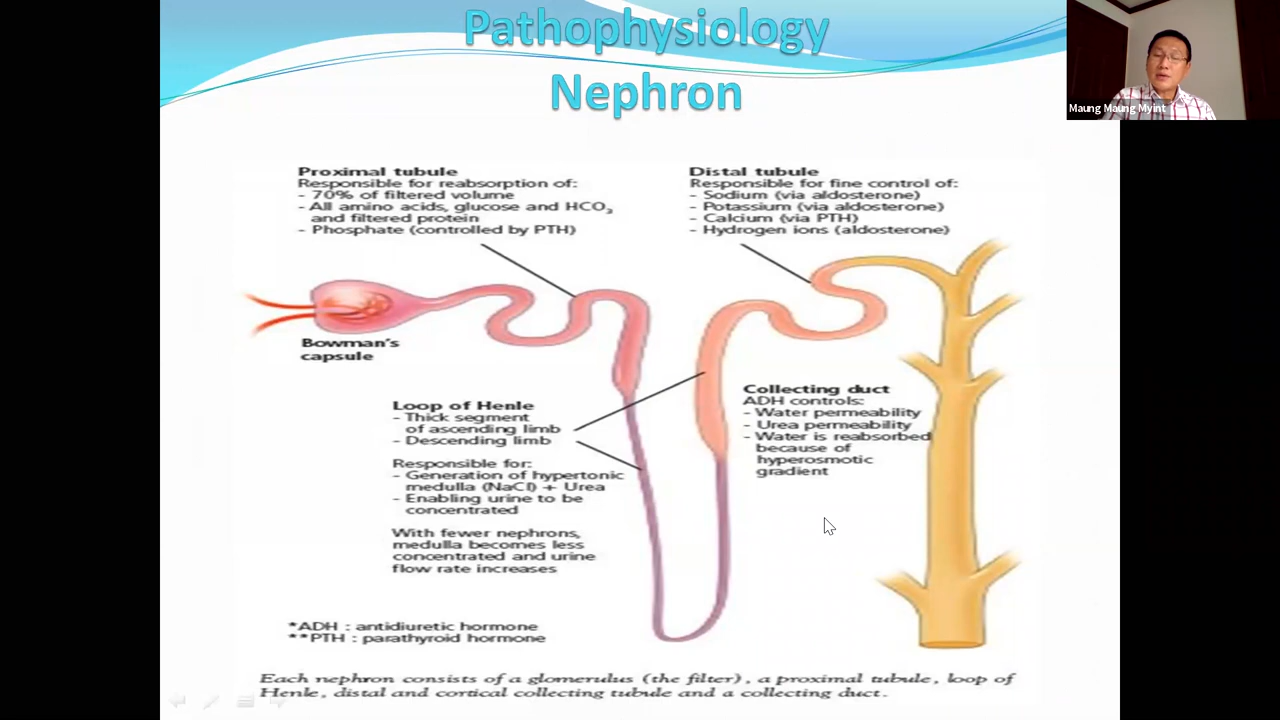 Pathophysiology
Nephron
Maung Maung Myint
Proximal tubule
Responsible for reabsorption of:
- 70% of filtered volume
- All amino acids, glucose and HCO₃
and filtered protein
- Phosphate (controlled by PTH)
Distal tubule
Responsible for fine control of:
- Sodium (via aldosterone)
- Potassium (via aldosterone)
- Calcium (via PTH)
- Hydrogen ions (aldosterone)
Bowman's
capsule
Loop of Henle
- Thick segment
of ascending limb
- Descending limb
Responsible for:
- Generation of hypertonic
medulla (NaCl) + Urea
- Enabling urine to be
concentrated
With fewer nephrons,
medulla becomes less
concentrated and urine
flow rate increases
Collecting duct
ADH controls:
- Water permeability
- Urea permeability
- Water is reabsorbed
because of
hyperosmotic
gradient
*ADH : antidiuretic hormone
**PTH : parathyroid hormone
Each nephron consists of a glomerulus (the filter), a proximal tubule, loop of
Henle, distal and cortical collecting tubule and a collecting duct.